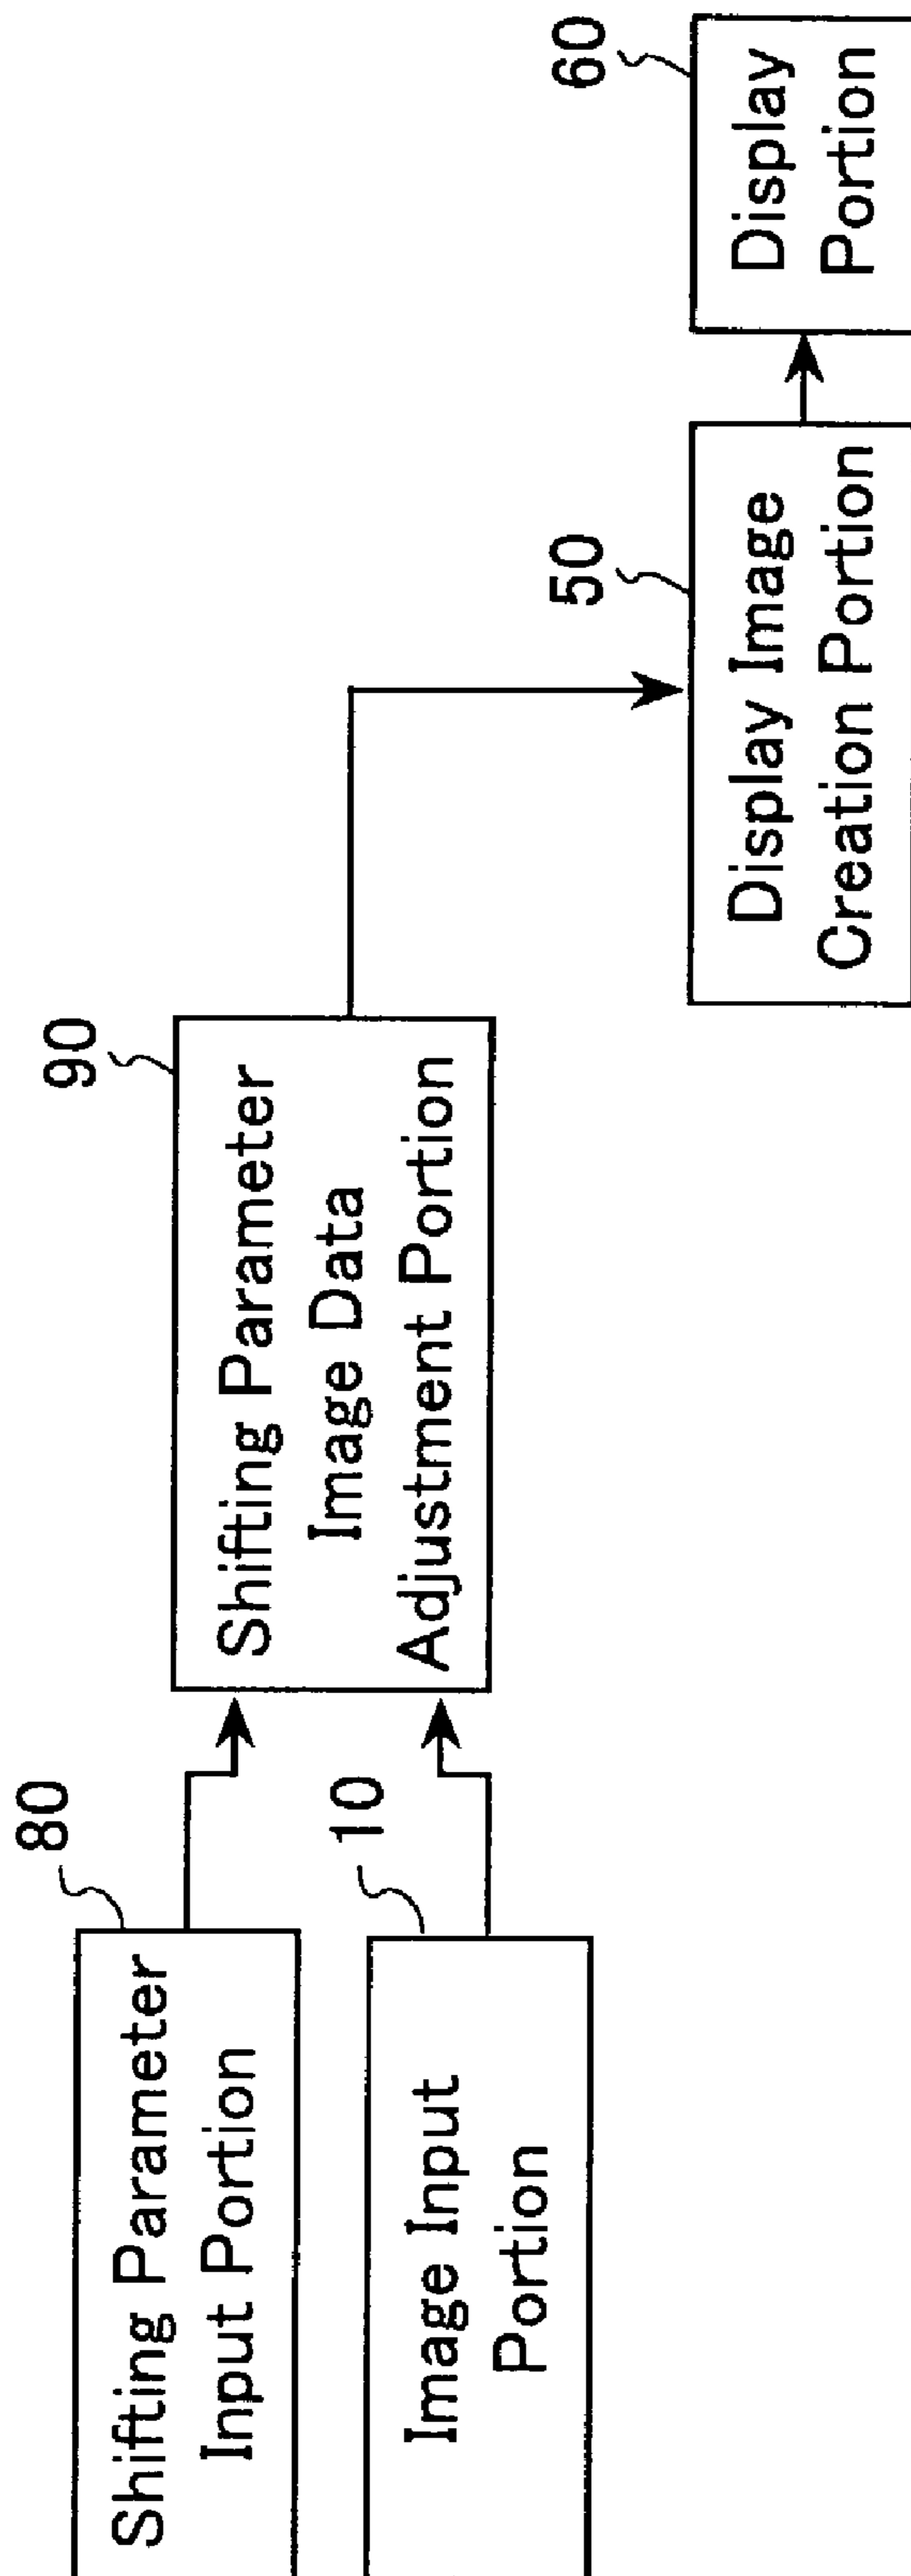 80
Shifting Parameter
Input Portion
10
Image Input
Portion
90
Shifting Parameter
Image Data
Adjustment Portion
50
Display Image
Creation Portion
60
Display
Portion